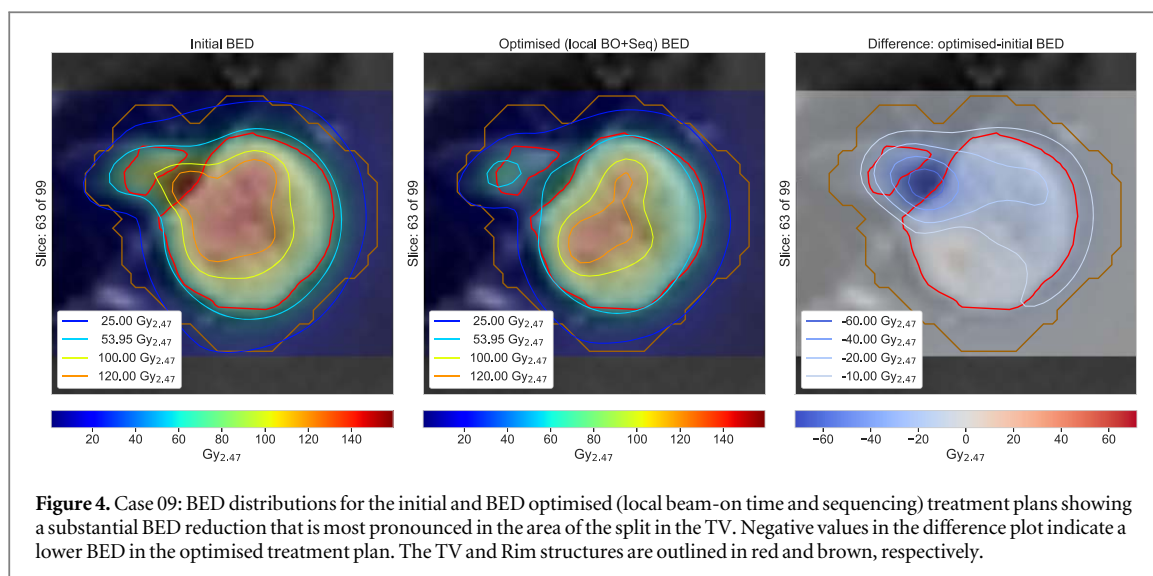 Initial BED
Optimised (local BO+Seq) BED
Difference: optimised-initial BED
Slice: 63 of 99
Slice: 63 of 99
Slice: 63 of 99
25.00 Gy₂.₄₇
53.95 Gy₂.₄₇
100.00 Gy₂.₄₇
120.00 Gy₂.₄₇
25.00 Gy₂.₄₇
53.95 Gy₂.₄₇
100.00 Gy₂.₄₇
120.00 Gy₂.₄₇
-60.00 Gy₂.₄₇
-40.00 Gy₂.₄₇
-20.00 Gy₂.₄₇
-10.00 Gy₂.₄₇
20 40 60 80 100 120 140
Gy₂.₄₇
20 40 60 80 100 120 140
Gy₂.₄₇
−60 −40 −20 0 20 40 60
Gy₂.₄₇
Figure 4. Case 09: BED distributions for the initial and BED optimised (local beam-on time and sequencing) treatment plans showing
a substantial BED reduction that is most pronounced in the area of the split in the TV. Negative values in the difference plot indicate a
lower BED in the optimised treatment plan. The TV and Rim structures are outlined in red and brown, respectively.